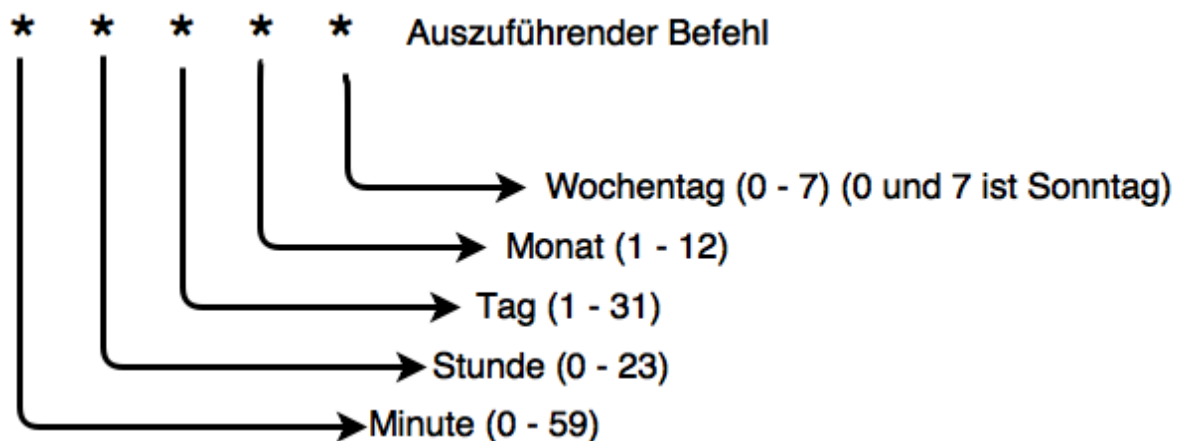 * * * * * Auszuführender Befehl
Wochentag (0 - 7) (0 und 7 ist Sonntag)
Monat (1 - 12)
Tag (1 - 31)
Stunde (0 - 23)
Minute (0 - 59)